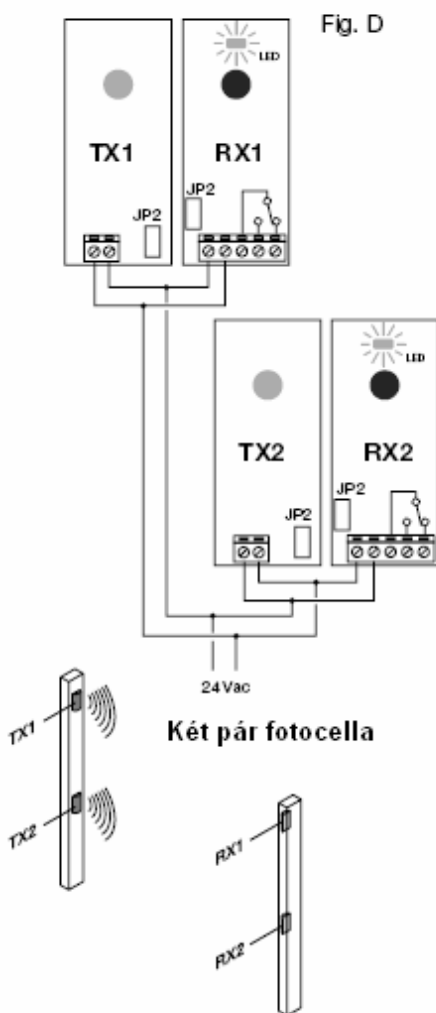 Fig. D
LED
TX1
RX1
JP2
JP2
LED
TX2
RX2
JP2
JP2
24Vac
Két pár fotocella
TX1
TX2
RX1
RX2